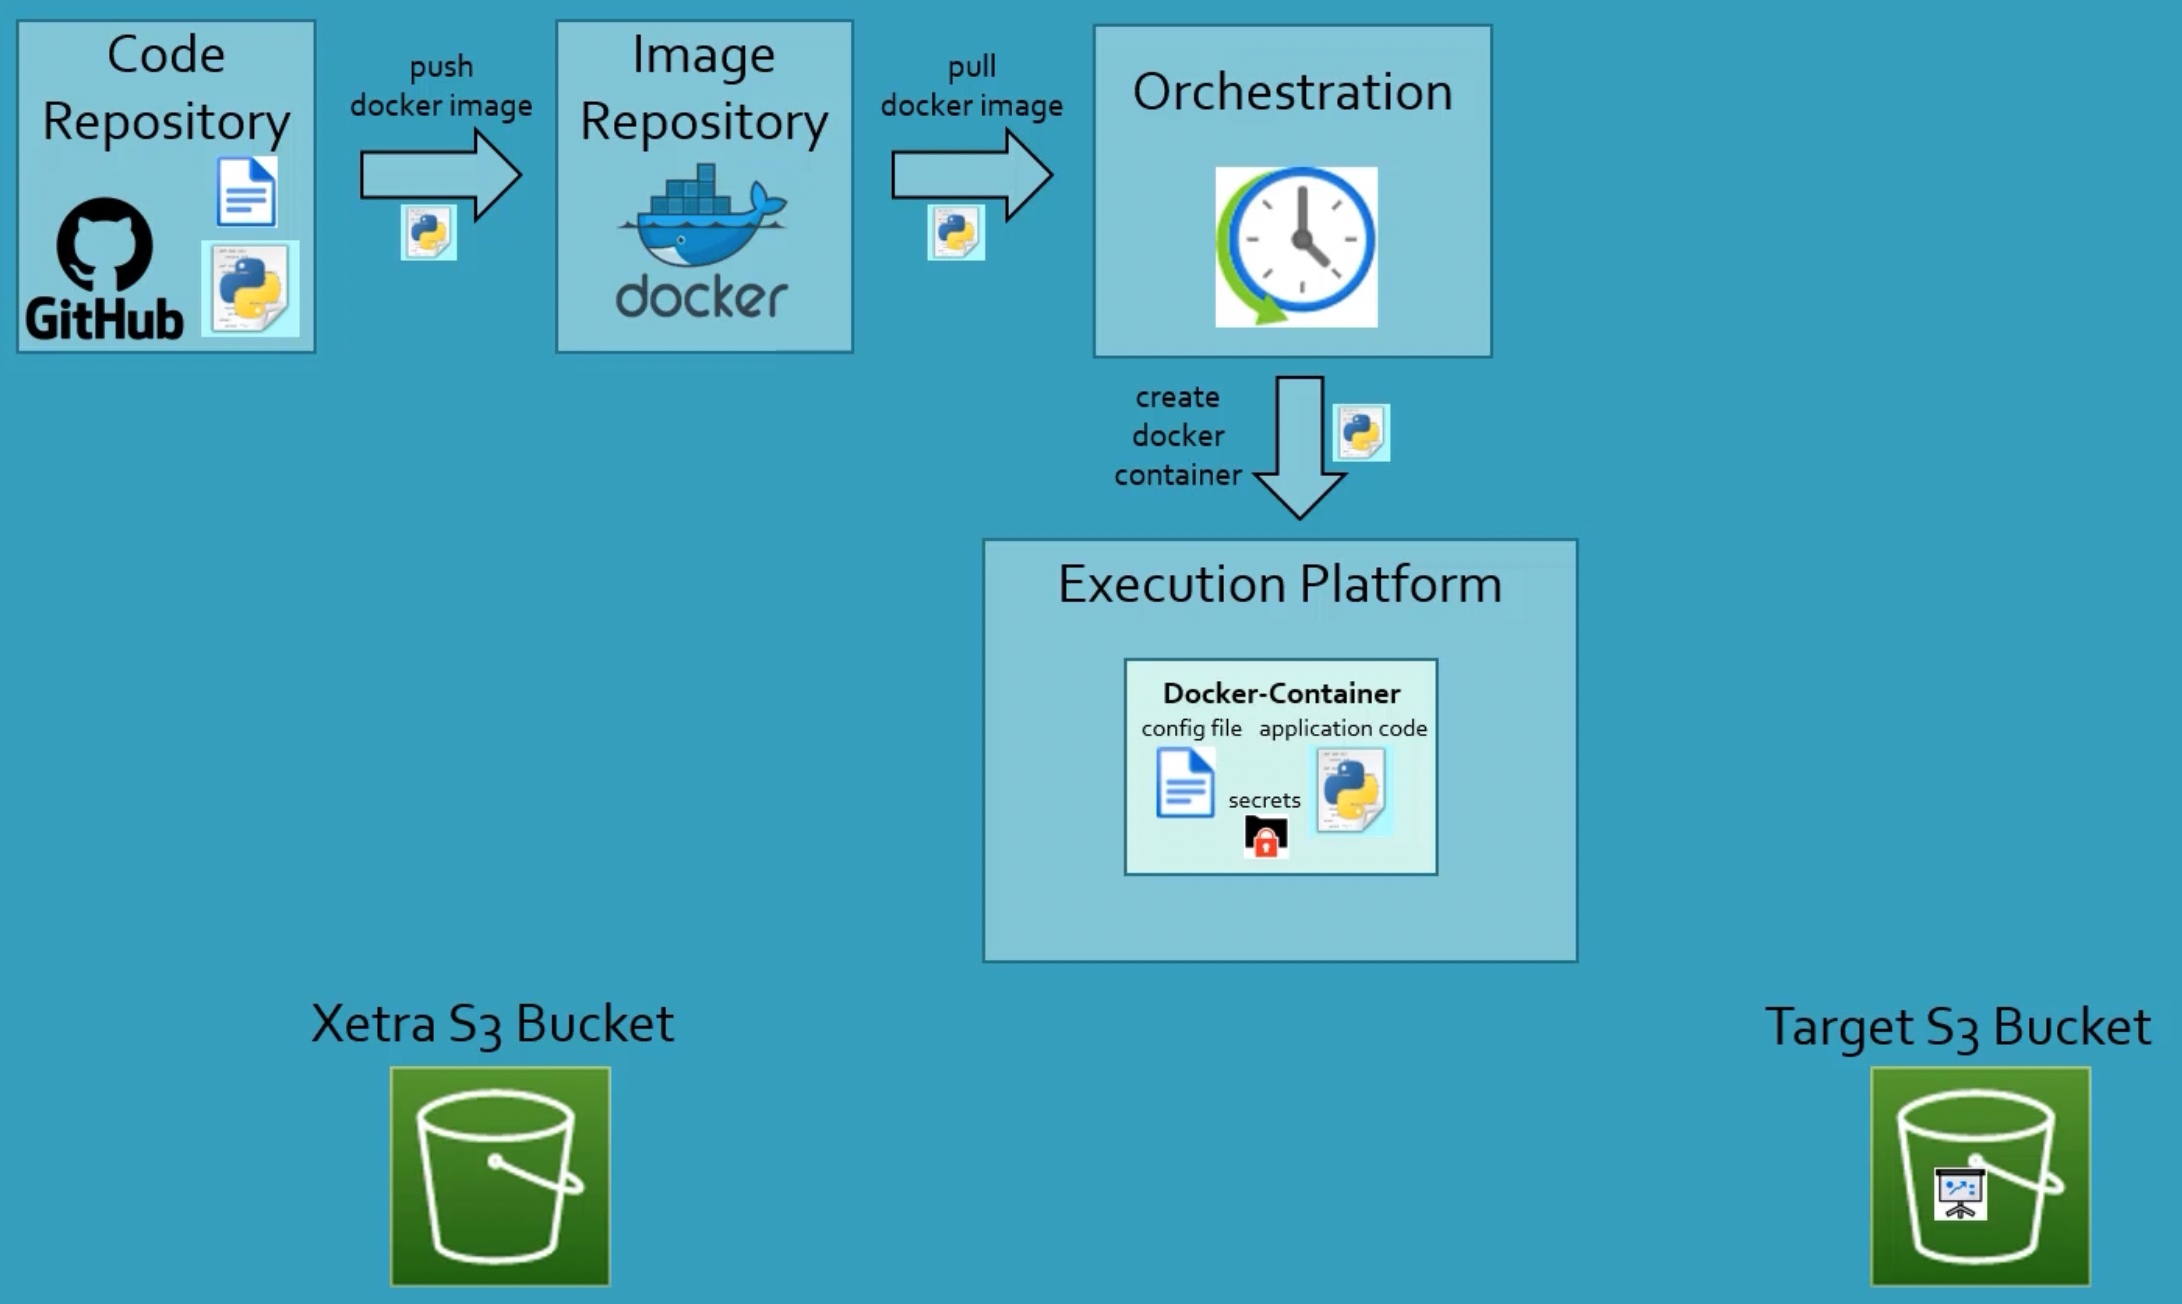 Code
Repository
GitHub
push
docker image
Image
Repository
docker
pull
docker image
Orchestration
create
docker
container
Execution Platform
Docker-Container
config file application code
secrets
Xetra S3 Bucket
Target S3 Bucket